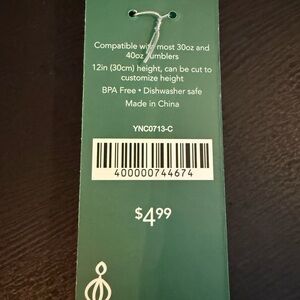 Compatible with most 30oz and
40oz tumblers
12in (30cm) height, can be cut to
customize height
BPA Free • Dishwasher safe
Made in China
YNC0713-C
400000744674
$4.99